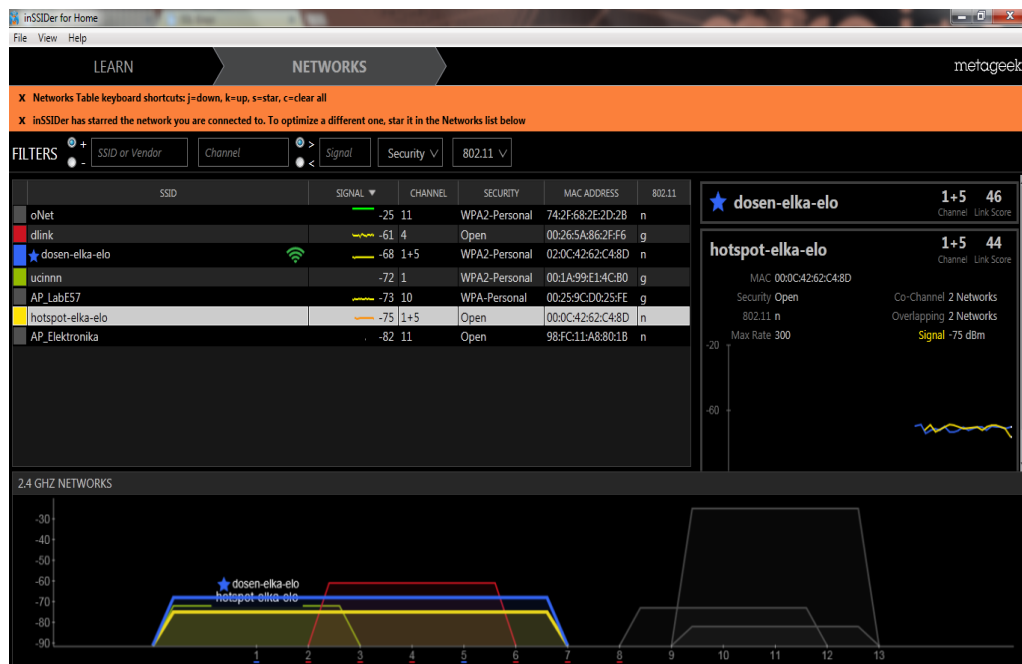 inSSIDer for Home
File View Help
LEARN NETWORKS metageek
X Networks Table keyboard shortcuts: j=down, k=up, s=star, c=clear all
X inSSIDer has starred the network you are connected to. To optimize a different one, star it in the Networks list below
FILTERS + - SSID or Vendor Channel > < Signal Security 802.11
SSID SIGNAL CHANNEL SECURITY MAC ADDRESS 802.11
oNet -25 11 WPA2-Personal 74:2F:68:2E:2D:2B n
dlink -61 4 Open 00:26:5A:86:2F:F6 g
dosen-elka-elo -68 1+5 WPA2-Personal 02:0C:42:62:C4:8D n
ucinnn -72 1 WPA2-Personal 00:1A:99:E1:4C:B0 g
AP_LabE57 -73 10 WPA-Personal 00:25:9C:D0:25:FE g
hotspot-elka-elo -75 1+5 Open 00:0C:42:62:C4:8D n
AP_Elektronika -82 11 Open 98:FC:11:A8:80:1B n
dosen-elka-elo 1+5 46
Channel Link Score
hotspot-elka-elo 1+5 44
Channel Link Score
MAC 00:0C:42:62:C4:8D
Security Open Co-Channel 2 Networks
802.11 n Overlapping 2 Networks
Max Rate 300 Signal -75 dBm
-20
-60
2.4 GHZ NETWORKS
-30
-40
-50
-60
-70
-80
-90
dosen-elka-elo
hotspot-elka-elo
1 2 3 4 5 6 7 8 9 10 11 12 13